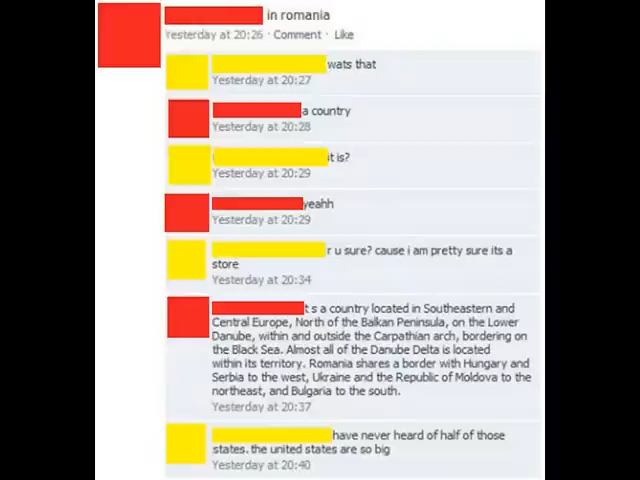 in romania
Yesterday at 20:26 · Comment · Like
wats that
Yesterday at 20:27
a country
Yesterday at 20:28
it is?
Yesterday at 20:29
yeahh
Yesterday at 20:29
r u sure? cause i am pretty sure its a
store
Yesterday at 20:34
t s a country located in Southeastern and
Central Europe, North of the Balkan Peninsula, on the Lower
Danube, within and outside the Carpathian arch, bordering on
the Black Sea. Almost all of the Danube Delta is located
within its territory. Romania shares a border with Hungary and
Serbia to the west, Ukraine and the Republic of Moldova to the
northeast, and Bulgaria to the south.
Yesterday at 20:37
have never heard of half of those
states. the united states are so big
Yesterday at 20:40